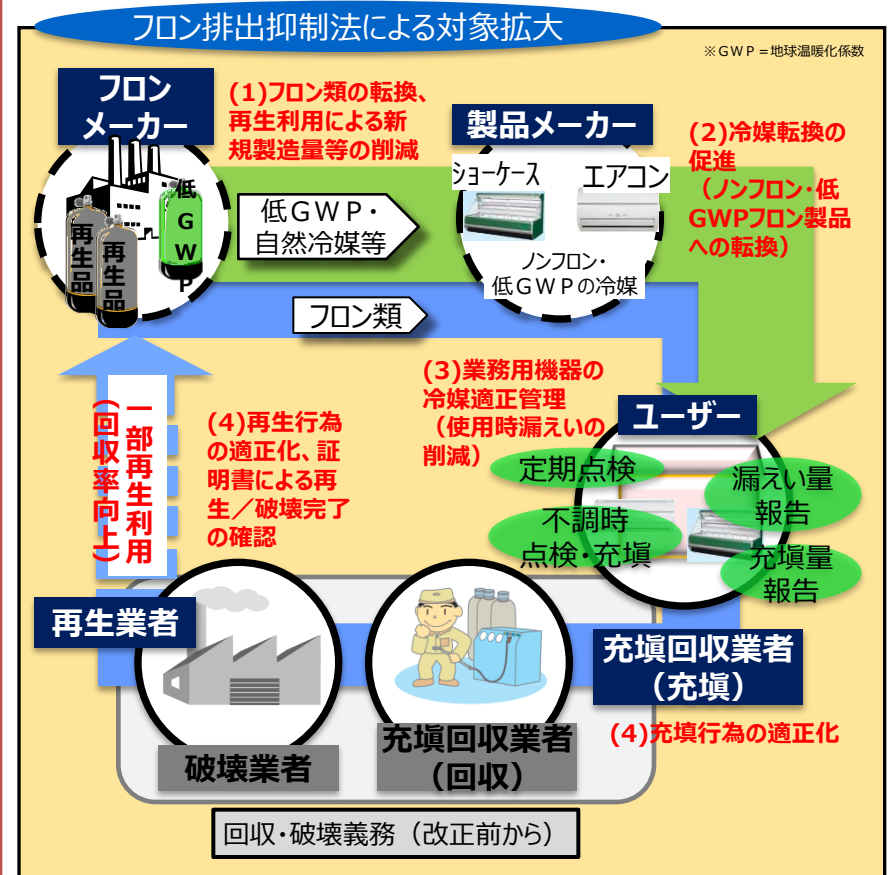 フロン排出抑制法による対象拡大
※GWP=地球温暖化係数
フロン
メーカー
(1)フロン類の転換、
再生利用による新
規製造量等の削減
製品メーカー
(2)冷媒転換の
促進
（ノンフロン・低
GWPフロン製品
への転換）
ショーケース
エアコン
低GWP
再生品
再生品
低GWP・
自然冷媒等
ノンフロン・
低GWPの冷媒
フロン類
(3)業務用機器の
冷媒適正管理
（使用時漏えいの
削減）
ユーザー
定期点検
漏えい量
報告
不調時
点検・充塡
充塡量
報告
一部再生利用
（回収率向上）
(4)再生行為
の適正化、証
明書による再
生／破壊完了
の確認
再生業者
充塡回収業者
（充塡）
(4)充填行為の適正化
破壊業者
充塡回収業者
（回収）
回収・破壊義務（改正前から）